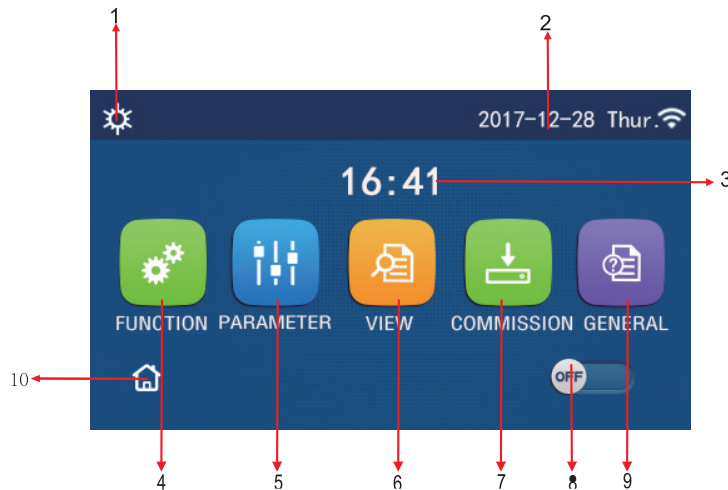 1
2
2017-12-28 Thur.
16:41
3
FUNCTION PARAMETER VIEW COMMISSION GENERAL
10
OFF
4 5 6 7 8 9